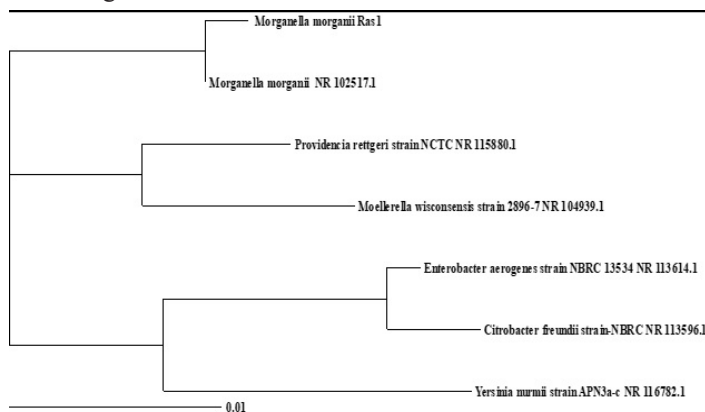 Morganella morganii Ras1
Morganella morganii NR 102517.1
Providencia rettgeri strain NCTC NR 115880.1
Moellerella wisconsensis strain 2896-7 NR 104939.1
Enterobacter aerogenes strain NBRC 13534 NR 113614.1
Citrobacter freundii strain-NBRC NR 113596.1
Yersinia nurmii strain APN3a-c NR 116782.1
0.01